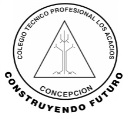 COLEGIO TECNICO PROFESIONAL LOS ACACIOS
CONCEPCION
CONSTRUYENDO FUTURO